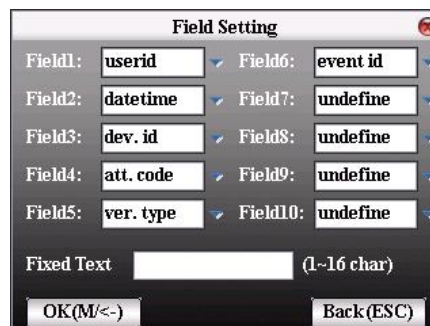 Field Setting
Field1: userid Field6: event id
Field2: datetime Field7: undefine
Field3: dev. id Field8: undefine
Field4: att. code Field9: undefine
Field5: ver. type Field10: undefine
Fixed Text (1~16 char)
OK(M/<-) Back(ESC)